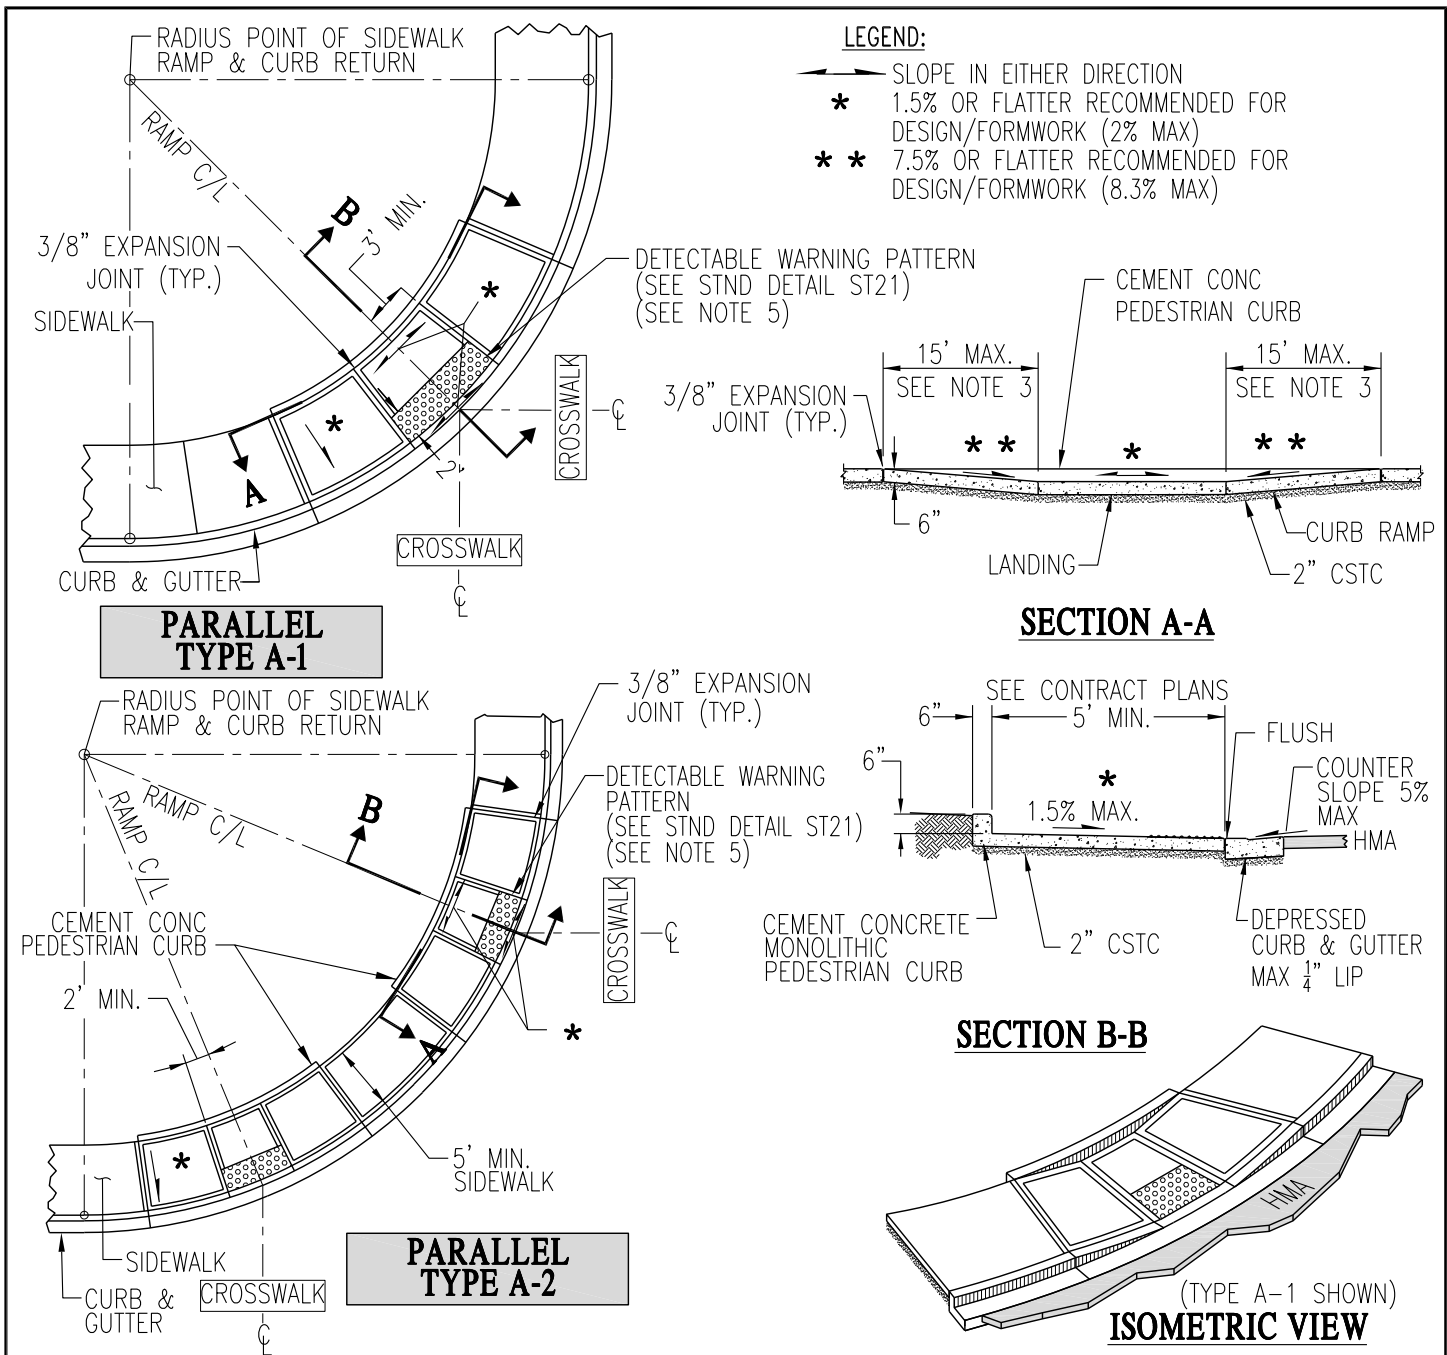 RADIUS POINT OF SIDEWALK
RAMP & CURB RETURN
RAMP C/L
B
3' MIN.
3/8" EXPANSION
JOINT (TYP.)
SIDEWALK
*
DETECTABLE WARNING PATTERN
(SEE STND DETAIL ST21)
(SEE NOTE 5)
CROSSWALK
℄
*
2'
A
CROSSWALK
℄
CURB & GUTTER
PARALLEL
TYPE A-1
LEGEND:
SLOPE IN EITHER DIRECTION
* 1.5% OR FLATTER RECOMMENDED FOR
DESIGN/FORMWORK (2% MAX)
* * 7.5% OR FLATTER RECOMMENDED FOR
DESIGN/FORMWORK (8.3% MAX)
CEMENT CONC
PEDESTRIAN CURB
15' MAX.
SEE NOTE 3
15' MAX.
SEE NOTE 3
3/8" EXPANSION
JOINT (TYP.)
* *
*
* *
6"
CURB RAMP
LANDING
2" CSTC
SECTION A-A
RADIUS POINT OF SIDEWALK
RAMP & CURB RETURN
3/8" EXPANSION
JOINT (TYP.)
RAMP C/L
RAMP C/L
B
DETECTABLE WARNING
PATTERN
(SEE STND DETAIL ST21)
(SEE NOTE 5)
CROSSWALK
℄
CEMENT CONC
PEDESTRIAN CURB
2' MIN.
*
A
*
5' MIN.
SIDEWALK
SIDEWALK
CROSSWALK
℄
CURB &
GUTTER
PARALLEL
TYPE A-2
SEE CONTRACT PLANS
6"
5' MIN.
FLUSH
6"
*
1.5% MAX.
COUNTER
SLOPE 5%
MAX
HMA
CEMENT CONCRETE
MONOLITHIC
PEDESTRIAN CURB
2" CSTC
DEPRESSED
CURB & GUTTER
MAX 1/4" LIP
SECTION B-B
HMA
(TYPE A-1 SHOWN)
ISOMETRIC VIEW